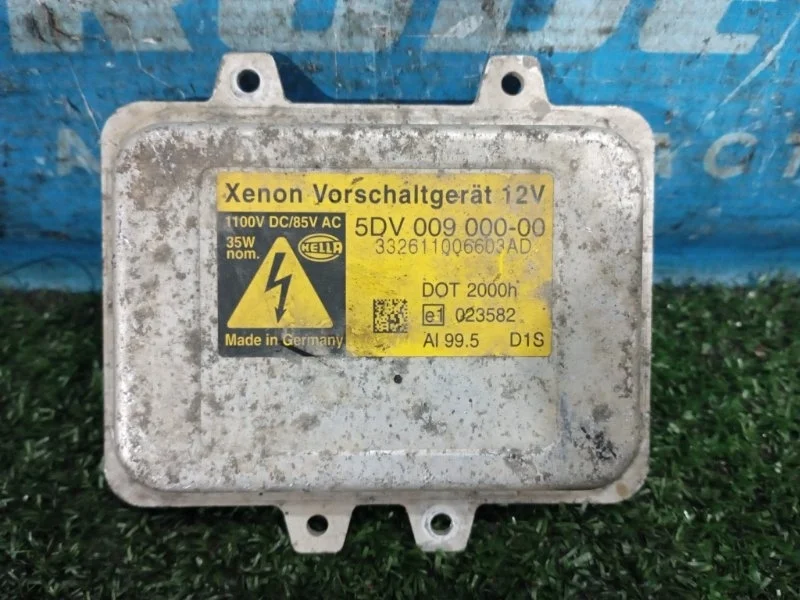 Xenon Vorschaltgerät 12V
1100V DC/85V AC
35W
nom.
HELLA
5DV 009 000-00
332611006603AD
DOT 2000h
e1 023582
Made in Germany
Al 99.5 D1S